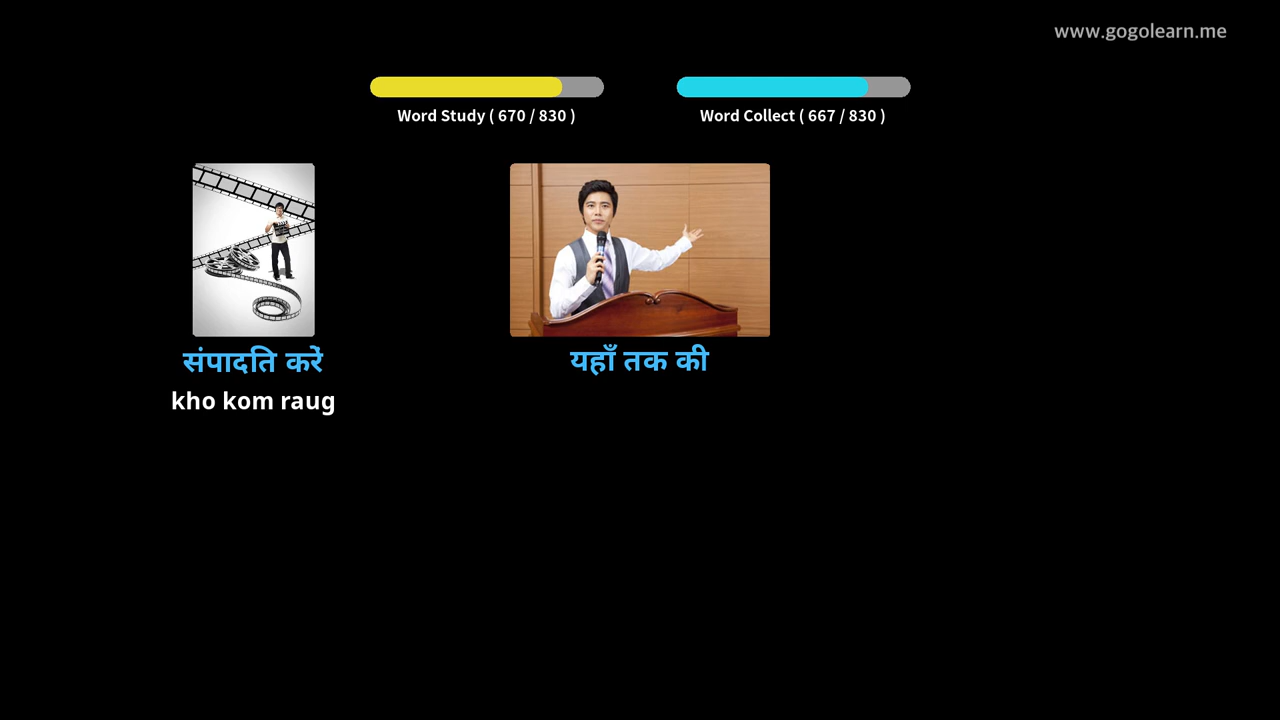 www.gogolearn.me
Word Study ( 670 / 830 )
Word Collect ( 667 / 830 )
संपादति करें
यहाँ तक की
kho kom raug